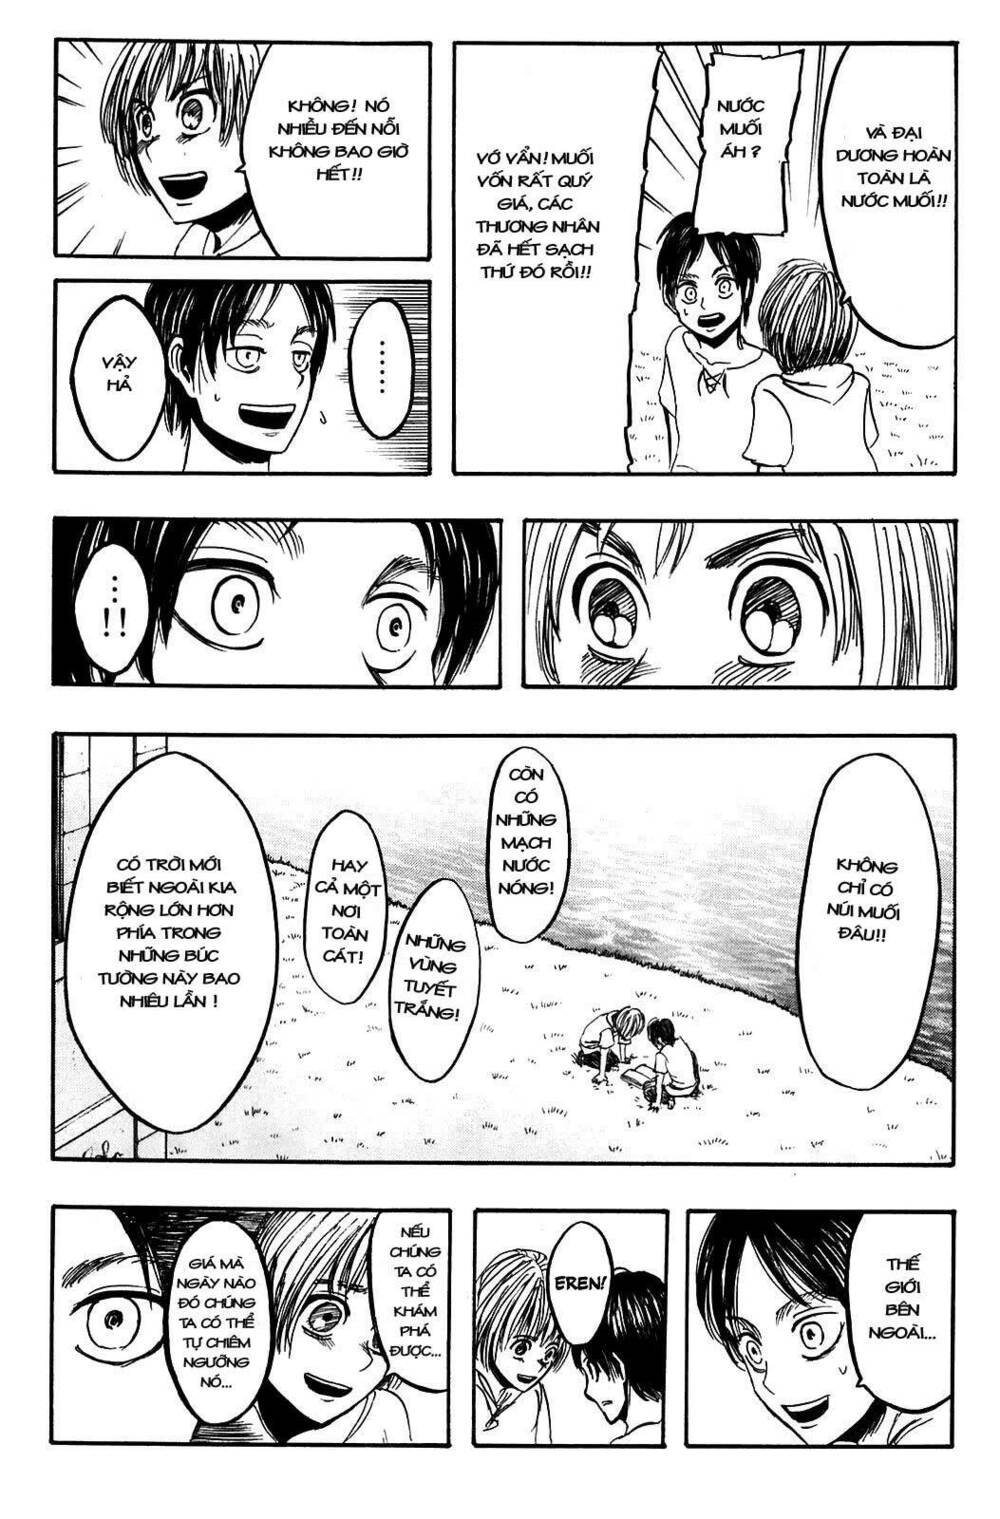 VÀ ĐẠI
DƯƠNG HOÀN
TOÀN LÀ
NƯỚC MUỐI!!
NƯỚC
MUỐI
ÁH?
VỚ VẨN! MUỐI
VỐN RẤT QUÝ
GIÁ, CÁC
THƯƠNG NHÂN
ĐÃ HẾT SẠCH
THỨ ĐÓ RỒI!!
KHÔNG! NÓ
NHIỀU ĐẾN NỖI
KHÔNG BAO GIỜ
HẾT!!
......
VẬY
HẢ
...!!
KHÔNG
CHỈ CÓ
NÚI MUỐI
ĐÂU!!
CÒN
CÓ
NHỮNG
MẠCH
NƯỚC
NÓNG!
NHỮNG
VÙNG
TUYẾT
TRẮNG!
HAY
CẢ MỘT
NƠI
TOÀN
CÁT!
CÓ TRỜI MỚI
BIẾT NGOÀI KIA
RỘNG LỚN HƠN
PHÍA TRONG
NHỮNG BÚC
TƯỜNG NÀY BAO
NHIÊU LẦN!
THẾ
GIỚI
BÊN
NGOÀI...
EREN!
NẾU
CHÚNG
TA CÓ
THỂ
KHÁM
PHÁ
ĐƯỢC...
GIÁ MÀ
NGÀY NÀO
ĐÓ CHÚNG
TA CÓ THỂ
TỰ CHIÊM
NGƯỠNG
NÓ...